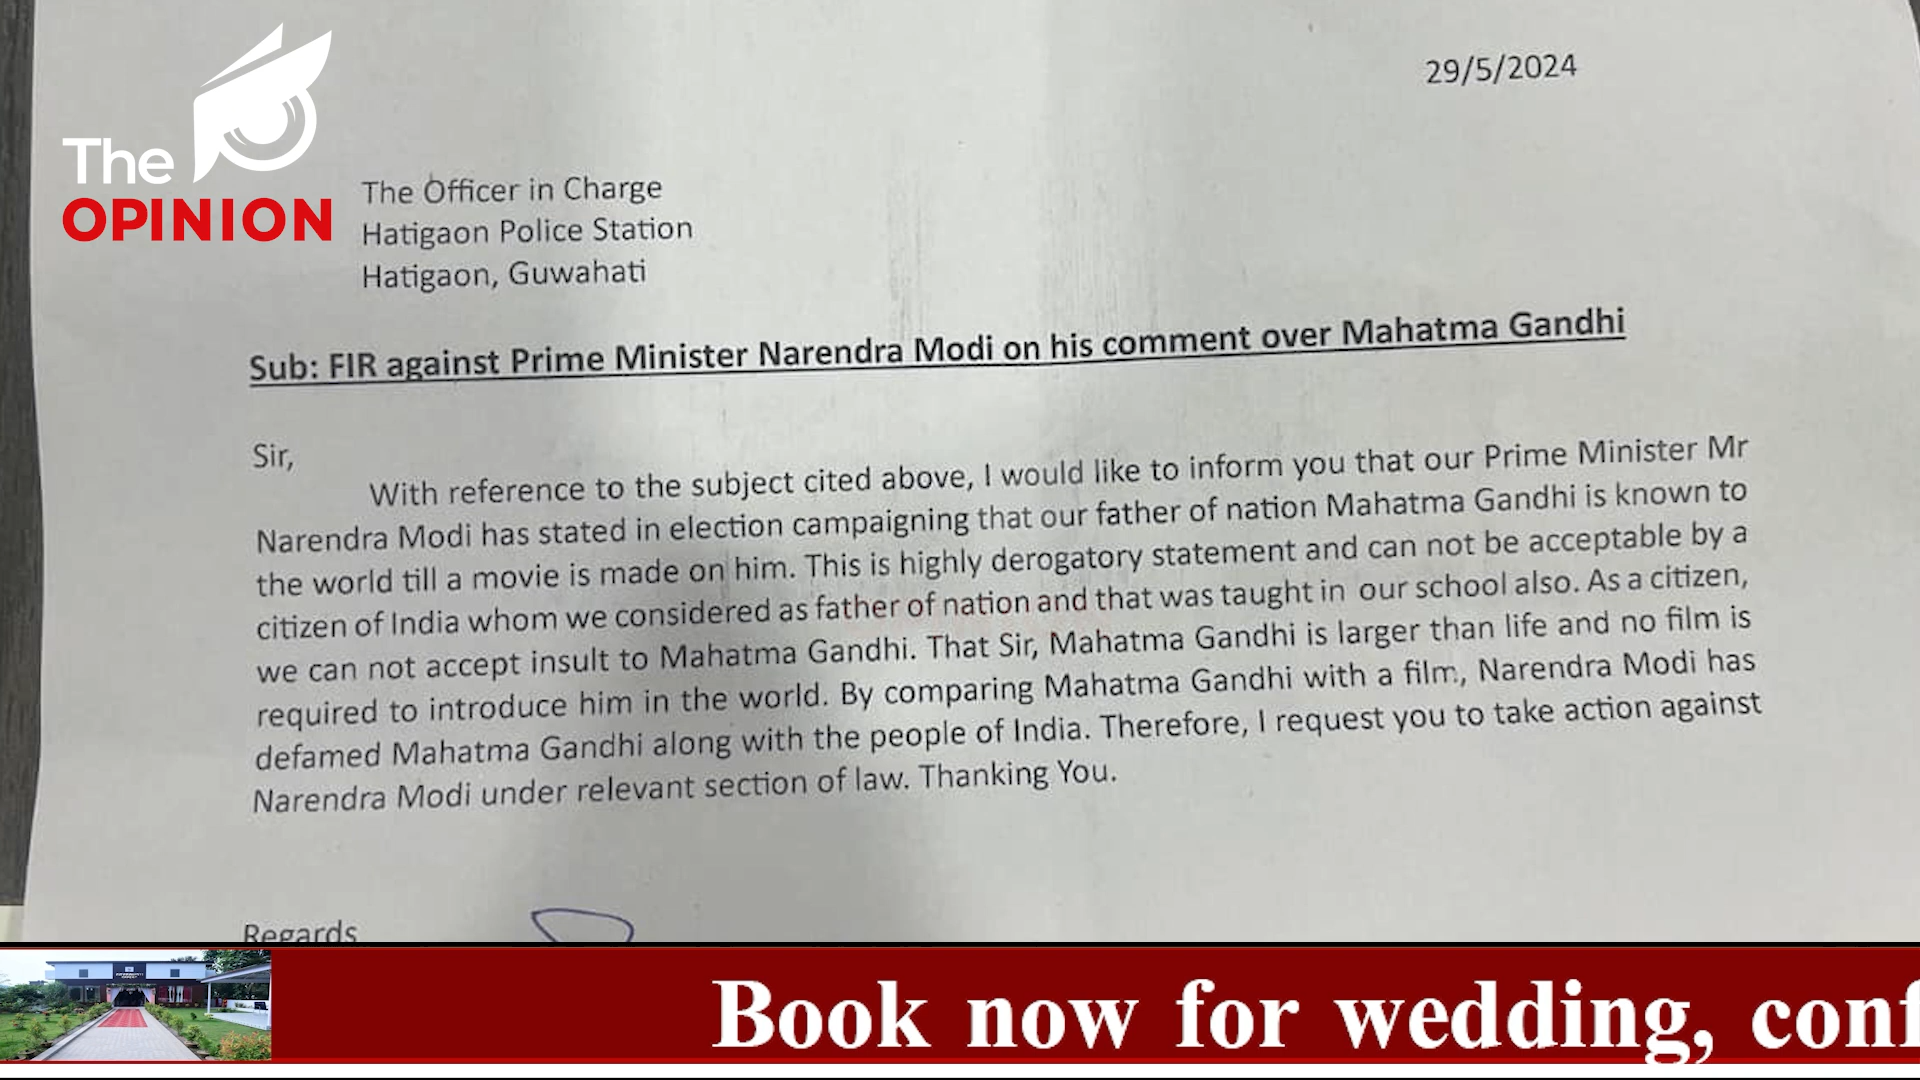 29/5/2024
The
OPINION
The Officer in Charge
Hatigaon Police Station
Hatigaon, Guwahati
Sub: FIR against Prime Minister Narendra Modi on his comment over Mahatma Gandhi
Sir,
With reference to the subject cited above, I would like to inform you that our Prime Minister Mr
Narendra Modi has stated in election campaigning that our father of nation Mahatma Gandhi is known to
the world till a movie is made on him. This is highly derogatory statement and can not be acceptable by a
citizen of India whom we considered as father of nation and that was taught in our school also. As a citizen,
we can not accept insult to Mahatma Gandhi. That Sir, Mahatma Gandhi is larger than life and no film is
required to introduce him in the world. By comparing Mahatma Gandhi with a film, Narendra Modi has
defamed Mahatma Gandhi along with the people of India. Therefore, I request you to take action against
Narendra Modi under relevant section of law. Thanking You.
Regards
Book now for wedding, conf